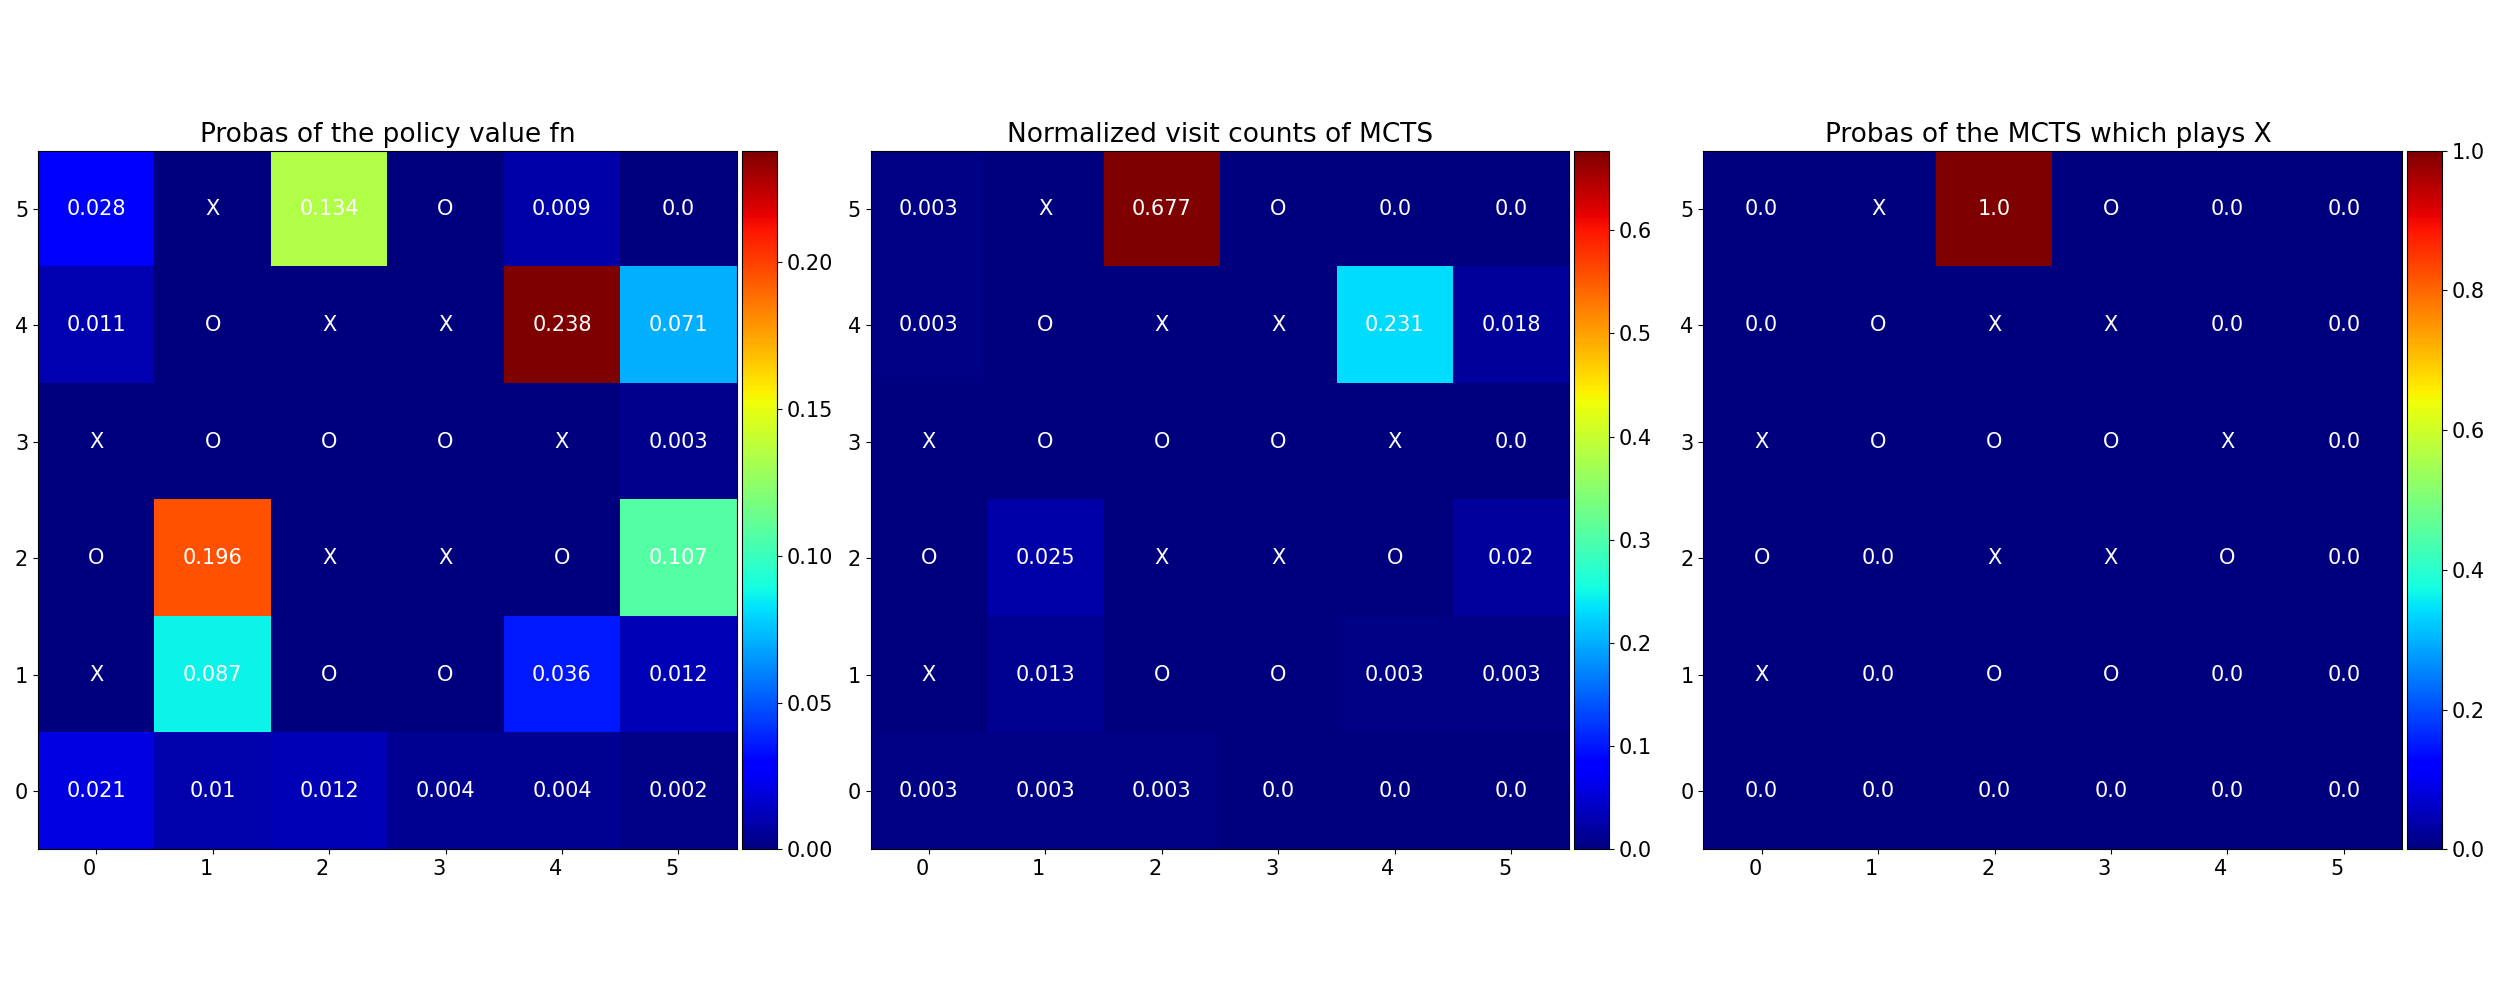 Probas of the policy value fn
5 0.028 X 0.134 O 0.009 0.0
4 0.011 O X X 0.238 0.071
3 X O O O X 0.003
2 O 0.196 X X O 0.107
1 X 0.087 O O 0.036 0.012
0 0.021 0.01 0.012 0.004 0.004 0.002
0 1 2 3 4 5
0.20
0.15
0.10
0.05
0.00
Normalized visit counts of MCTS
5 0.003 X 0.677 O 0.0 0.0
4 0.003 O X X 0.231 0.018
3 X O O O X 0.0
2 O 0.025 X X O 0.02
1 X 0.013 O O 0.003 0.003
0 0.003 0.003 0.003 0.0 0.0 0.0
0 1 2 3 4 5
0.6
0.5
0.4
0.3
0.2
0.1
0.0
Probas of the MCTS which plays X
5 0.0 X 1.0 O 0.0 0.0
4 0.0 O X X 0.0 0.0
3 X O O O X 0.0
2 O 0.0 X X O 0.0
1 X 0.0 O O 0.0 0.0
0 0.0 0.0 0.0 0.0 0.0 0.0
0 1 2 3 4 5
1.0
0.8
0.6
0.4
0.2
0.0